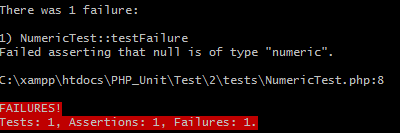 There was 1 failure:
1) NumericTest::testFailure
Failed asserting that null is of type "numeric".
C:\xampp\htdocs\PHP_Unit\Test\2\tests\NumericTest.php:8
FAILURES!
Tests: 1, Assertions: 1, Failures: 1.